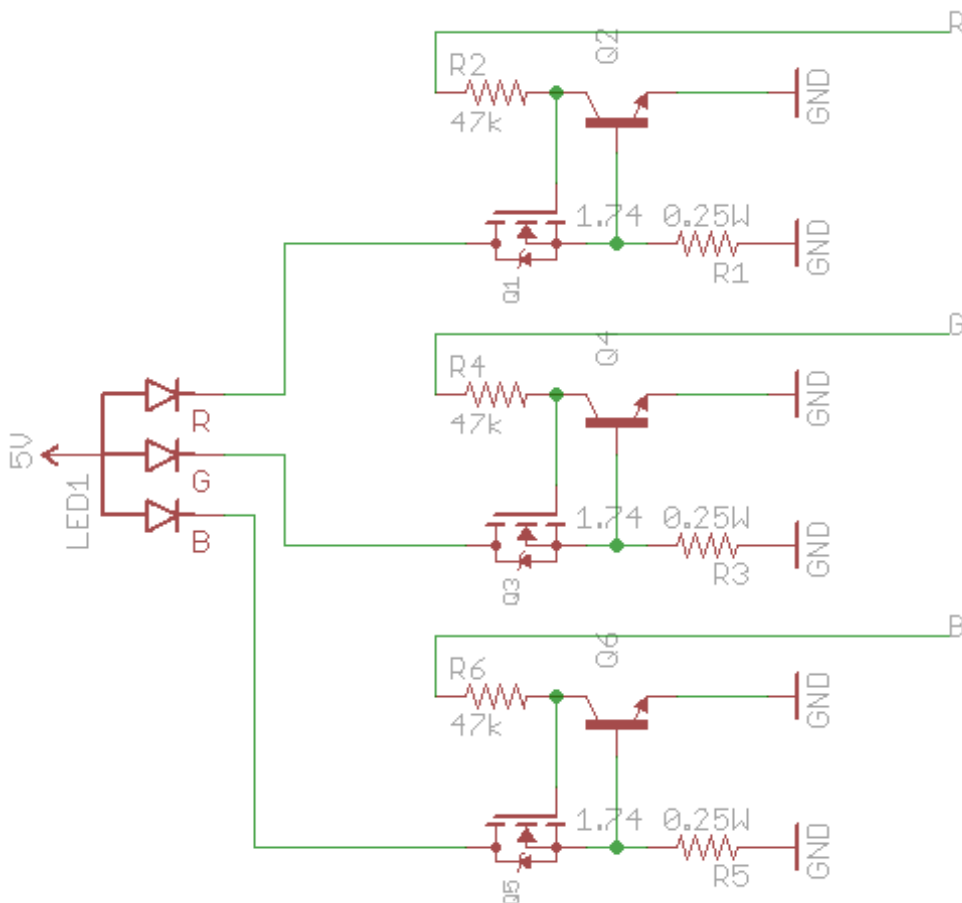 R
Q2
R2
47k
GND
1.74 0.25W
R1
GND
Q1
G
Q4
R4
47k
GND
1.74 0.25W
R3
GND
Q3
5V
LED1
R
G
B
B
Q6
R6
47k
GND
1.74 0.25W
R5
GND
Q5